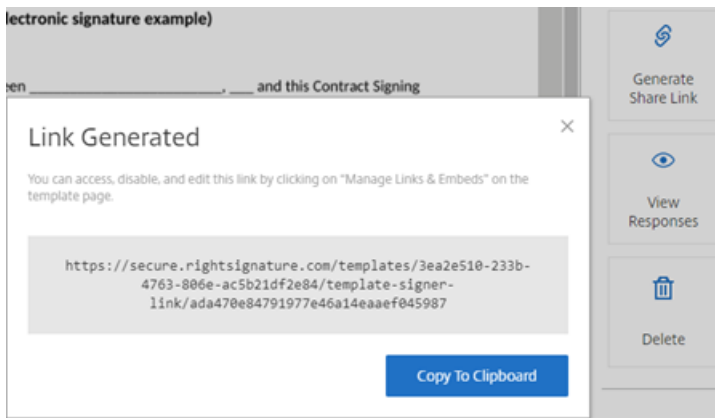 lectronic signature example)
een ________________________, ___ and this Contract Signing
Link Generated
You can access, disable, and edit this link by clicking on "Manage Links & Embeds" on the
template page.
https://secure.rightsignature.com/templates/3ea2e510-233b-
4763-806e-ac5b21df2e84/template-signer-
link/ada470e84791977e46a14eaaef045987
Copy To Clipboard
Generate
Share Link
View
Responses
Delete